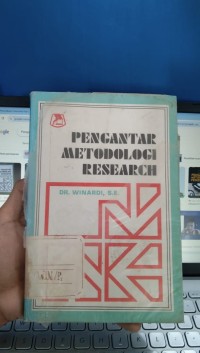 PENGANTAR
METODOLOGI
RESEARCH
DR. WINARDI, S.E.